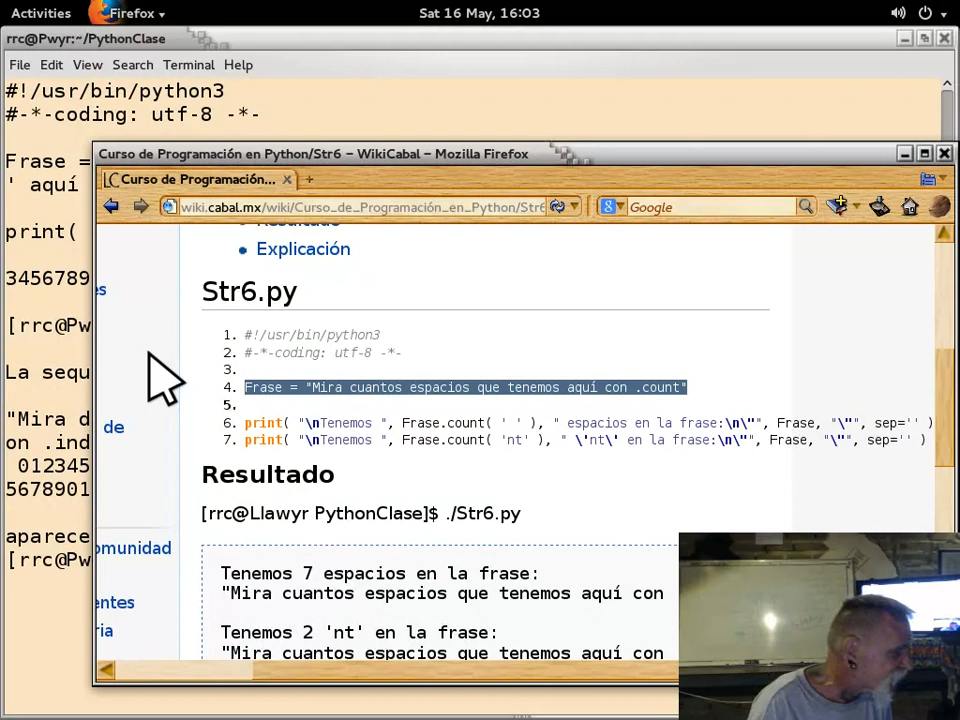 Activities Firefox Sat 16 May, 16:03
rrc@Pwyr:~/PythonClase
File Edit View Search Terminal Help
#!/usr/bin/python3
#-*-coding: utf-8 -*-
Frase =
' aquí
print(
3456789
[rrc@Pw
La sequ
"Mira d
on .ind
012345
5678901
aparece
[rrc@Pw
Curso de Programación en Python/Str6 - WikiCabal - Mozilla Firefox
Curso de Programación...
wiki.cabal.mx/wiki/Curso_de_Programación_en_Python/Str6
Google
Resultado
Explicación
es
de
omunidad
entes
ria
Str6.py
1. #!/usr/bin/python3
2. #-*-coding: utf-8 -*-
3.
4. Frase = "Mira cuantos espacios que tenemos aquí con .count"
5.
6. print( "\nTenemos ", Frase.count( ' ' ), " espacios en la frase:\n\"", Frase, "\"", sep='' )
7. print( "\nTenemos ", Frase.count( 'nt' ), " \'nt\' en la frase:\n\"", Frase, "\"", sep='' )
Resultado
[rrc@Llawyr PythonClase]$ ./Str6.py
Tenemos 7 espacios en la frase:
"Mira cuantos espacios que tenemos aquí con
Tenemos 2 'nt' en la frase:
"Mira cuantos espacios que tenemos aquí con